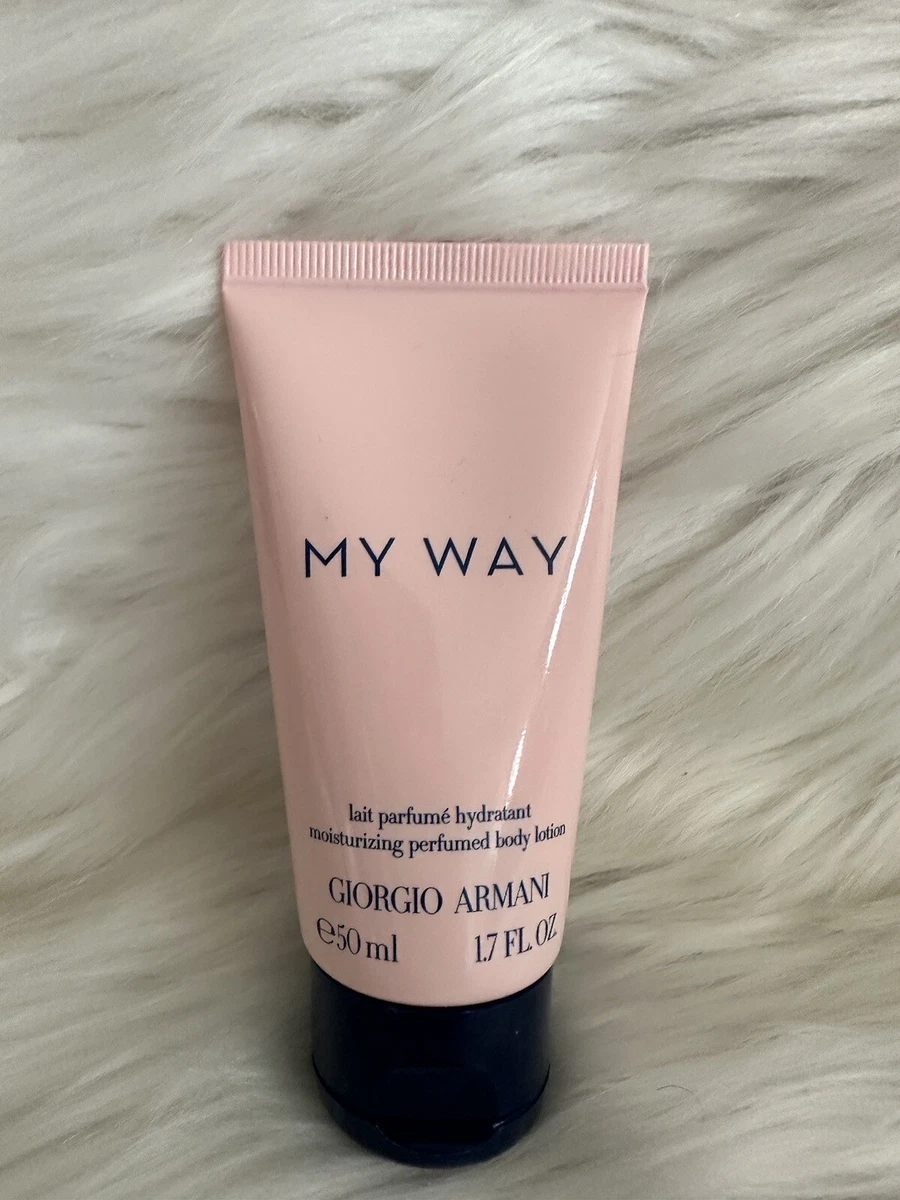 MY WAY
lait parfumé hydratant
moisturizing perfumed body lotion
GIORGIO ARMANI
℮50 ml 1.7 FL. OZ.